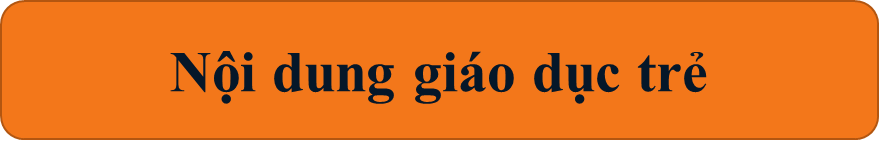 Nội dung giáo dục trẻ